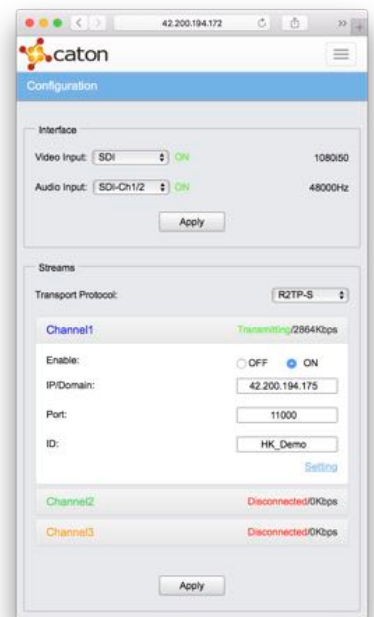 42.200.194.172
caton
Configuration
Interface
Video Input: SDI ON 1080i50
Audio Input: SDI-Ch1/2 ON 48000Hz
Apply
Streams
Transport Protocol: R2TP-S
Channel1 Transmitting/2864Kbps
Enable: OFF ON
IP/Domain: 42.200.194.175
Port: 11000
ID: HK_Demo
Setting
Channel2 Disconnected/0Kbps
Channel3 Disconnected/0Kbps
Apply